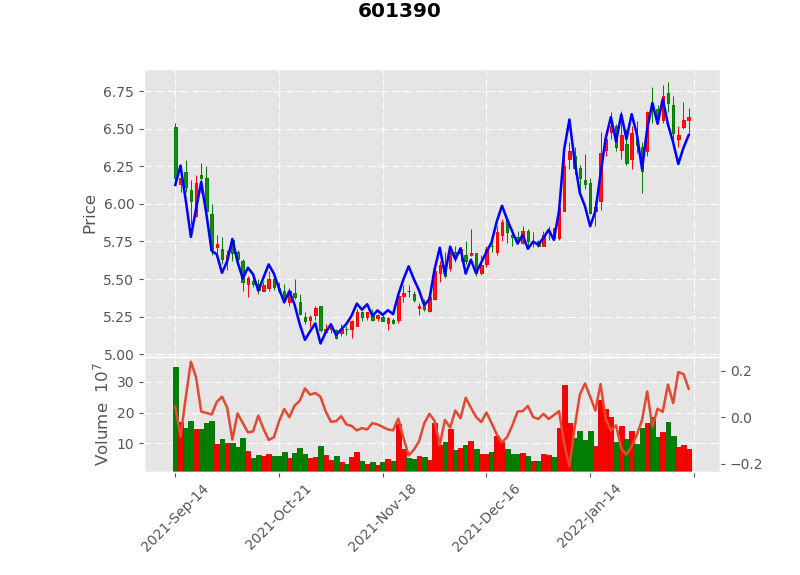 601390
6.75
6.50
6.25
6.00
5.75
5.50
5.25
5.00
Price
30
20
10
Volume 10^7
0.2
0.0
−0.2
2021-Sep-14
2021-Oct-21
2021-Nov-18
2021-Dec-16
2022-Jan-14